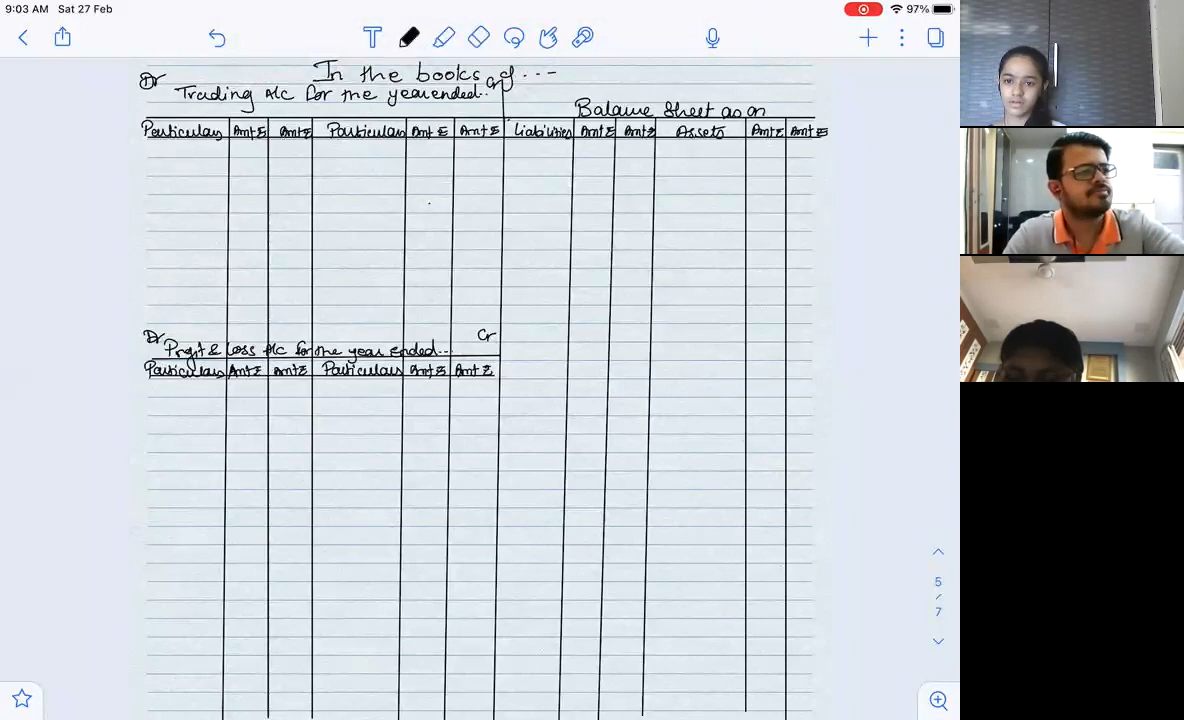 9:03 AM Sat 27 Feb
97%
In the books of ---
Dr Cr
Trading A/c for the year ended..
Balance Sheet as on
Particulars Amt ₹ Amt ₹ Particulars Amt ₹ Amt ₹ Liabilities Amt ₹ Amt ₹ Assets Amt ₹ Amt ₹
Dr Cr
Profit & Loss A/c for the year ended...
Particulars Amt ₹ Amt ₹ Particulars Amt ₹ Amt ₹
5
/
7